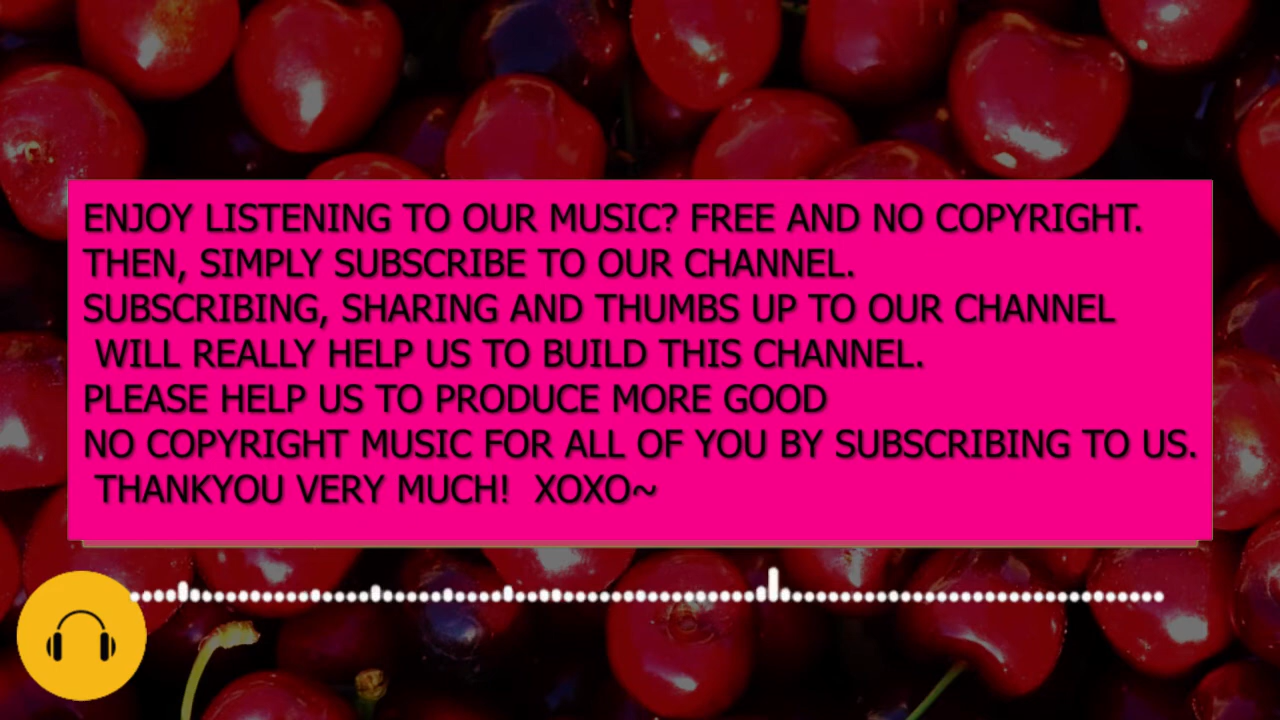 ENJOY LISTENING TO OUR MUSIC? FREE AND NO COPYRIGHT.
THEN, SIMPLY SUBSCRIBE TO OUR CHANNEL.
SUBSCRIBING, SHARING AND THUMBS UP TO OUR CHANNEL
WILL REALLY HELP US TO BUILD THIS CHANNEL.
PLEASE HELP US TO PRODUCE MORE GOOD
NO COPYRIGHT MUSIC FOR ALL OF YOU BY SUBSCRIBING TO US.
THANKYOU VERY MUCH!  XOXO~